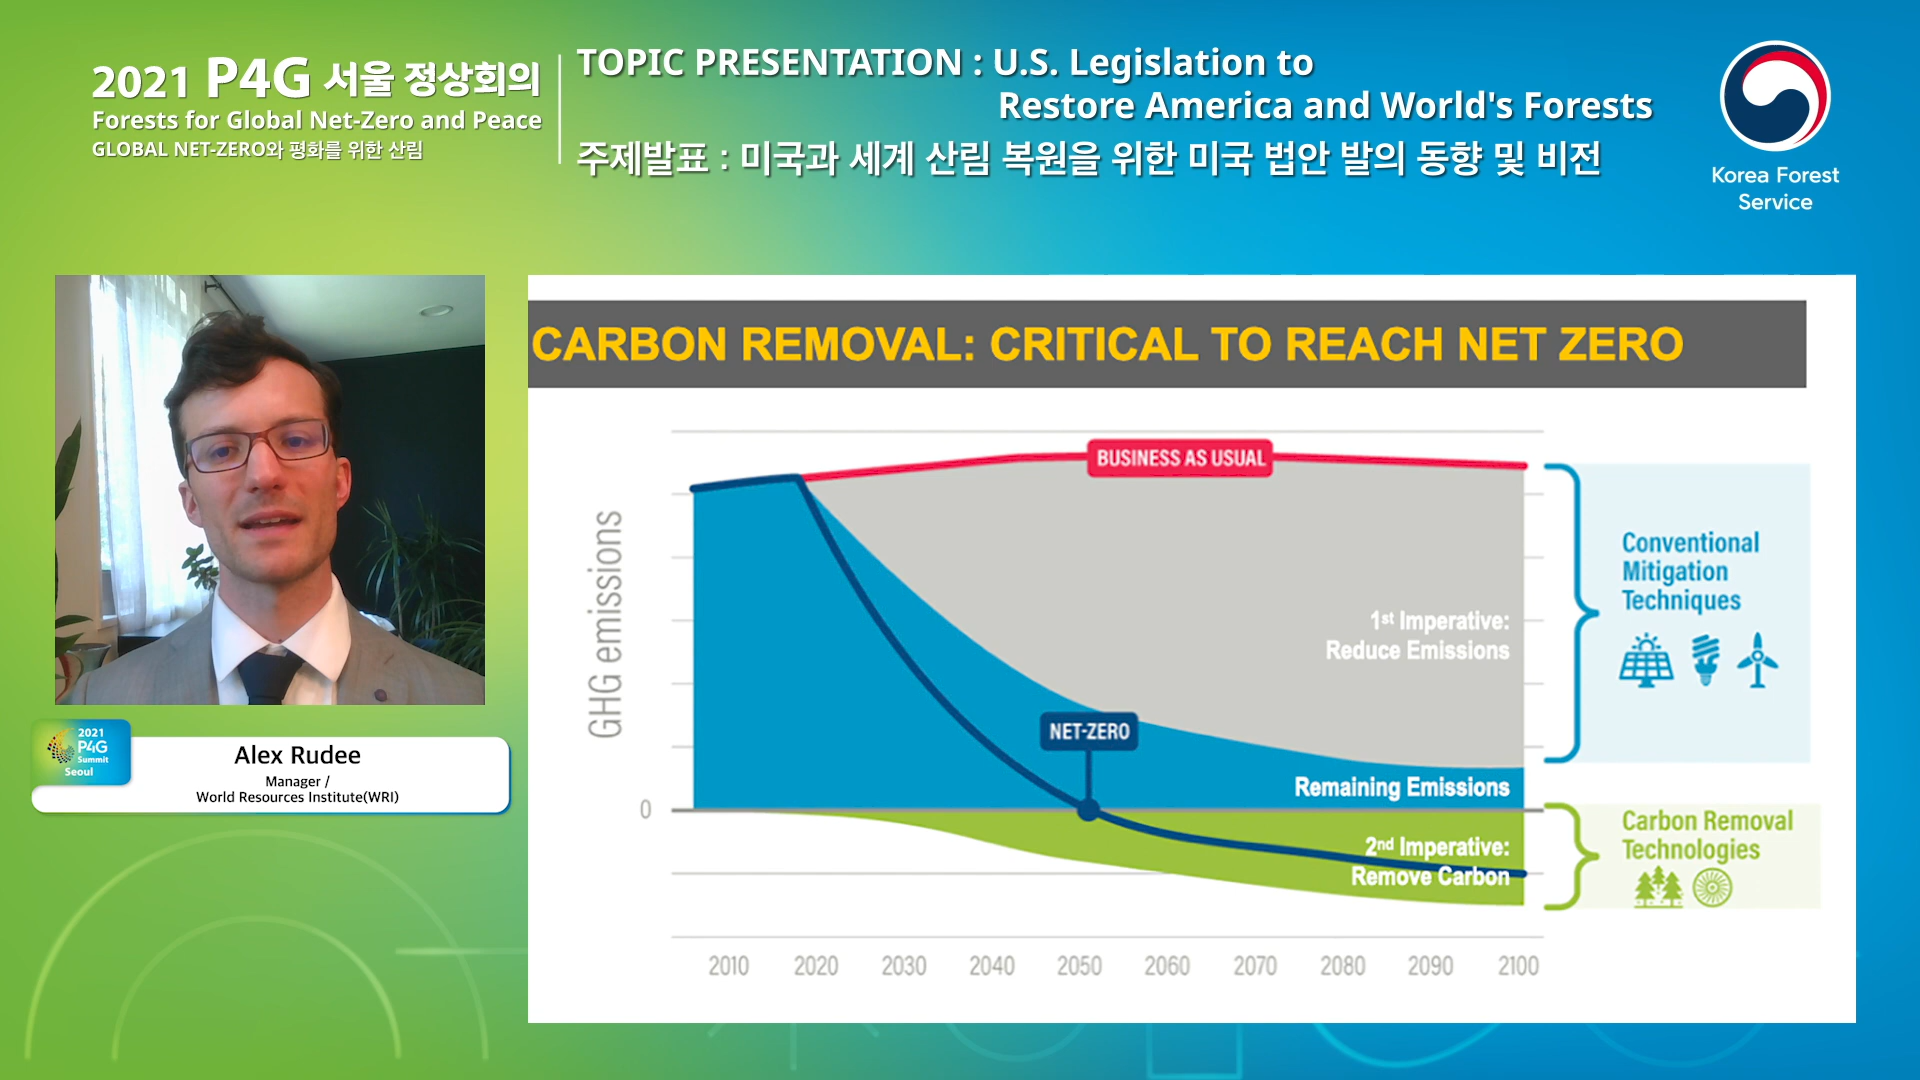 2021 P4G 서울 정상회의
Forests for Global Net-Zero and Peace
GLOBAL NET-ZERO와 평화를 위한 산림
TOPIC PRESENTATION : U.S. Legislation to
Restore America and World's Forests
주제발표 : 미국과 세계 산림 복원을 위한 미국 법안 발의 동향 및 비전
Korea Forest
Service
CARBON REMOVAL: CRITICAL TO REACH NET ZERO
BUSINESS AS USUAL
GHG emissions
1st Imperative:
Reduce Emissions
NET-ZERO
Remaining Emissions
0
2nd Imperative:
Remove Carbon
2010 2020 2030 2040 2050 2060 2070 2080 2090 2100
Conventional
Mitigation
Techniques
Carbon Removal
Technologies
2021
P4G
Summit
Seoul
Alex Rudee
Manager /
World Resources Institute(WRI)